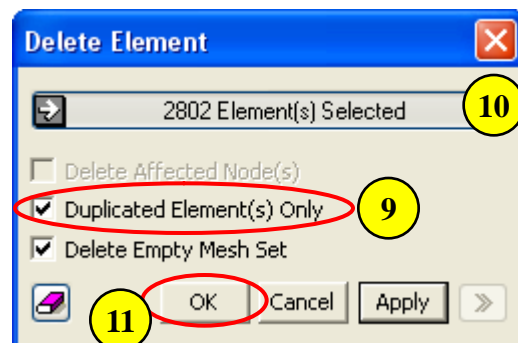 Delete Element
2802 Element(s) Selected 10
Delete Affected Node(s)
Duplicated Element(s) Only 9
Delete Empty Mesh Set
11 OK Cancel Apply >>